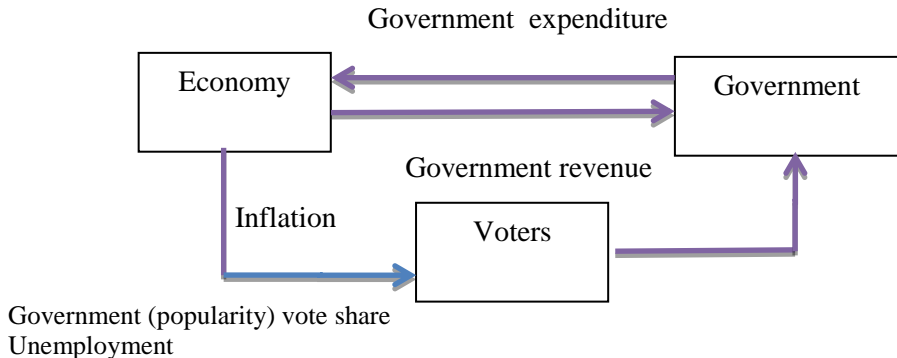 Government expenditure
Economy
Government
Government revenue
Inflation
Voters
Government (popularity) vote share
Unemployment